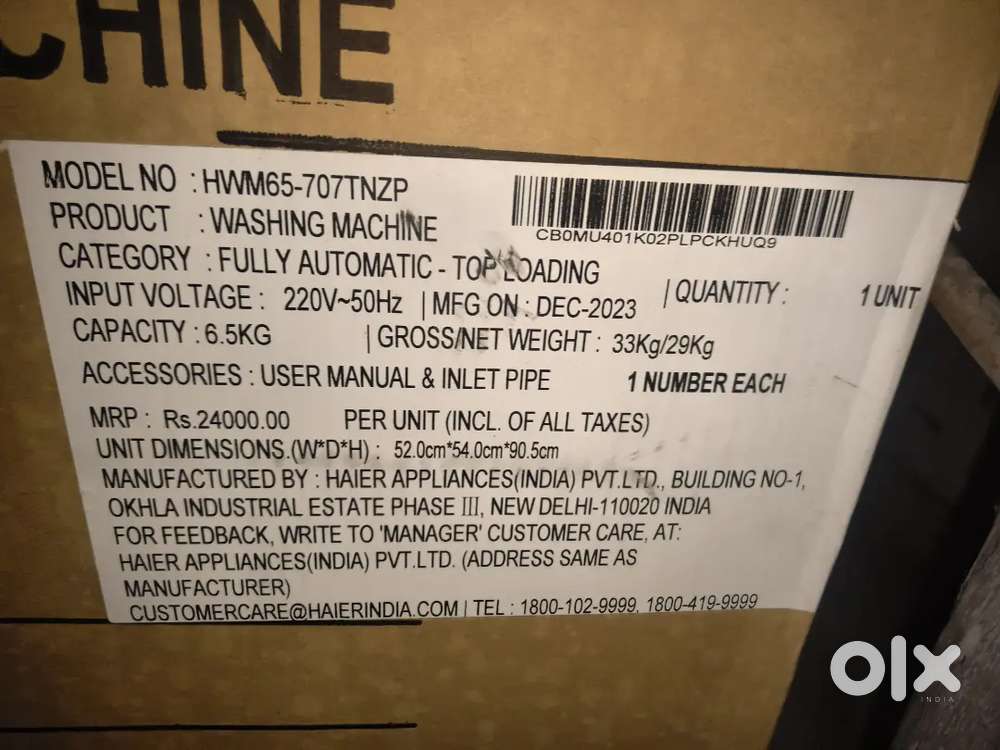 CHINE
MODEL NO : HWM65-707TNZP
PRODUCT : WASHING MACHINE
CB0MU401K02PLPCKHUQ9
CATEGORY : FULLY AUTOMATIC - TOP LOADING
INPUT VOLTAGE : 220V~50Hz | MFG ON : DEC-2023 | QUANTITY : 1 UNIT
CAPACITY : 6.5KG | GROSS/NET WEIGHT : 33Kg/29Kg
ACCESSORIES : USER MANUAL & INLET PIPE 1 NUMBER EACH
MRP : Rs.24000.00 PER UNIT (INCL. OF ALL TAXES)
UNIT DIMENSIONS.(W*D*H) : 52.0cm*54.0cm*90.5cm
MANUFACTURED BY : HAIER APPLIANCES(INDIA) PVT.LTD., BUILDING NO-1,
OKHLA INDUSTRIAL ESTATE PHASE III, NEW DELHI-110020 INDIA
FOR FEEDBACK, WRITE TO 'MANAGER' CUSTOMER CARE, AT:
HAIER APPLIANCES(INDIA) PVT.LTD. (ADDRESS SAME AS
MANUFACTURER)
CUSTOMERCARE@HAIERINDIA.COM | TEL : 1800-102-9999, 1800-419-9999
olx
INDIA